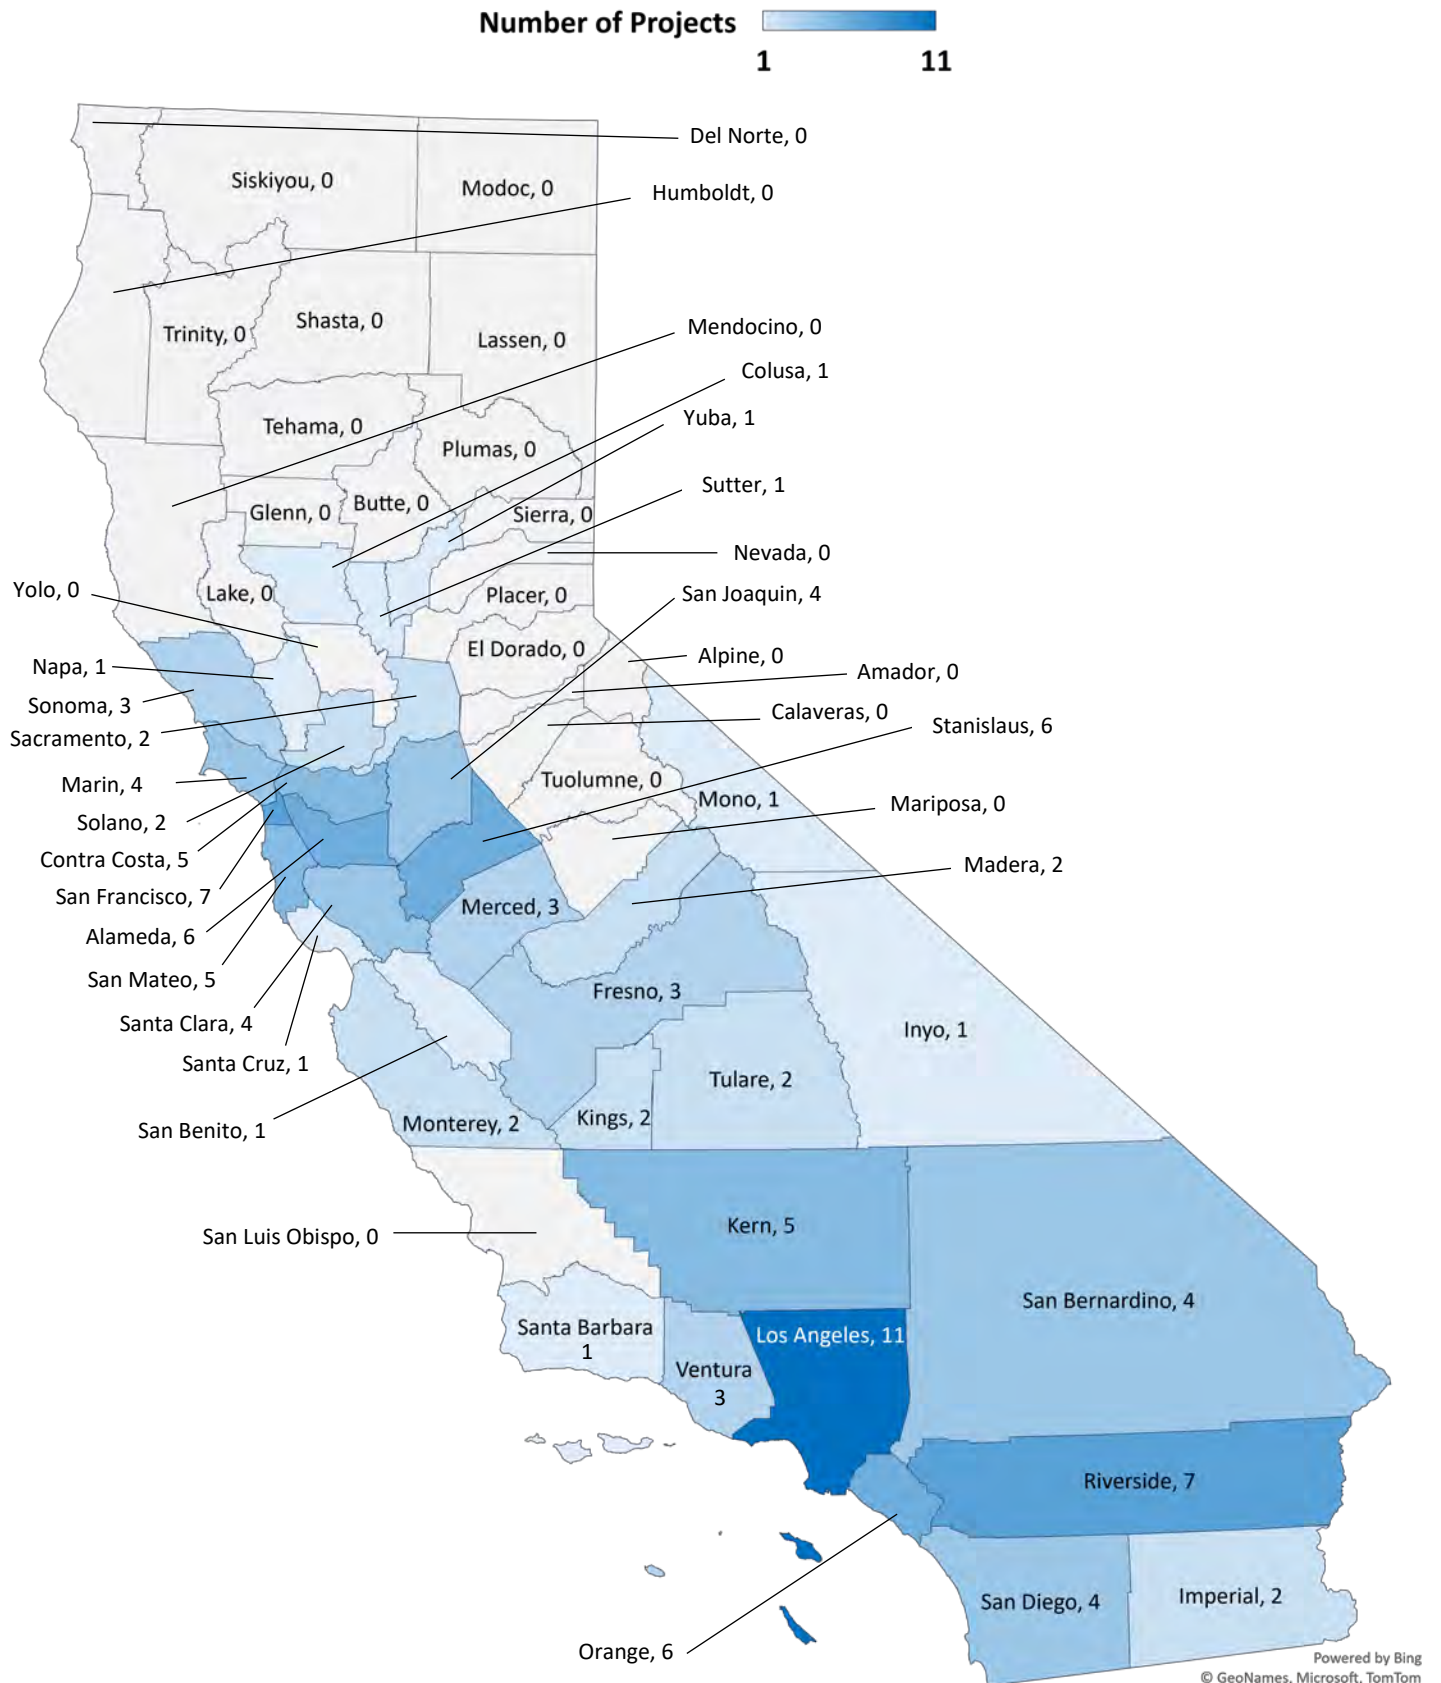 Number of Projects
1
11
Del Norte, 0
Siskiyou, 0
Modoc, 0
Humboldt, 0
Trinity, 0
Shasta, 0
Lassen, 0
Mendocino, 0
Colusa, 1
Yuba, 1
Tehama, 0
Plumas, 0
Sutter, 1
Glenn, 0
Butte, 0
Sierra, 0
Nevada, 0
Yolo, 0
Lake, 0
Placer, 0
San Joaquin, 4
El Dorado, 0
Alpine, 0
Napa, 1
Amador, 0
Sonoma, 3
Calaveras, 0
Stanislaus, 6
Sacramento, 2
Marin, 4
Tuolumne, 0
Mono, 1
Mariposa, 0
Solano, 2
Contra Costa, 5
Madera, 2
San Francisco, 7
Merced, 3
Alameda, 6
San Mateo, 5
Fresno, 3
Santa Clara, 4
Inyo, 1
Santa Cruz, 1
Tulare, 2
San Benito, 1
Monterey, 2
Kings, 2
San Luis Obispo, 0
Kern, 5
San Bernardino, 4
Santa Barbara
1
Los Angeles, 11
Ventura
3
Riverside, 7
San Diego, 4
Imperial, 2
Orange, 6
Powered by Bing
© GeoNames, Microsoft, TomTom